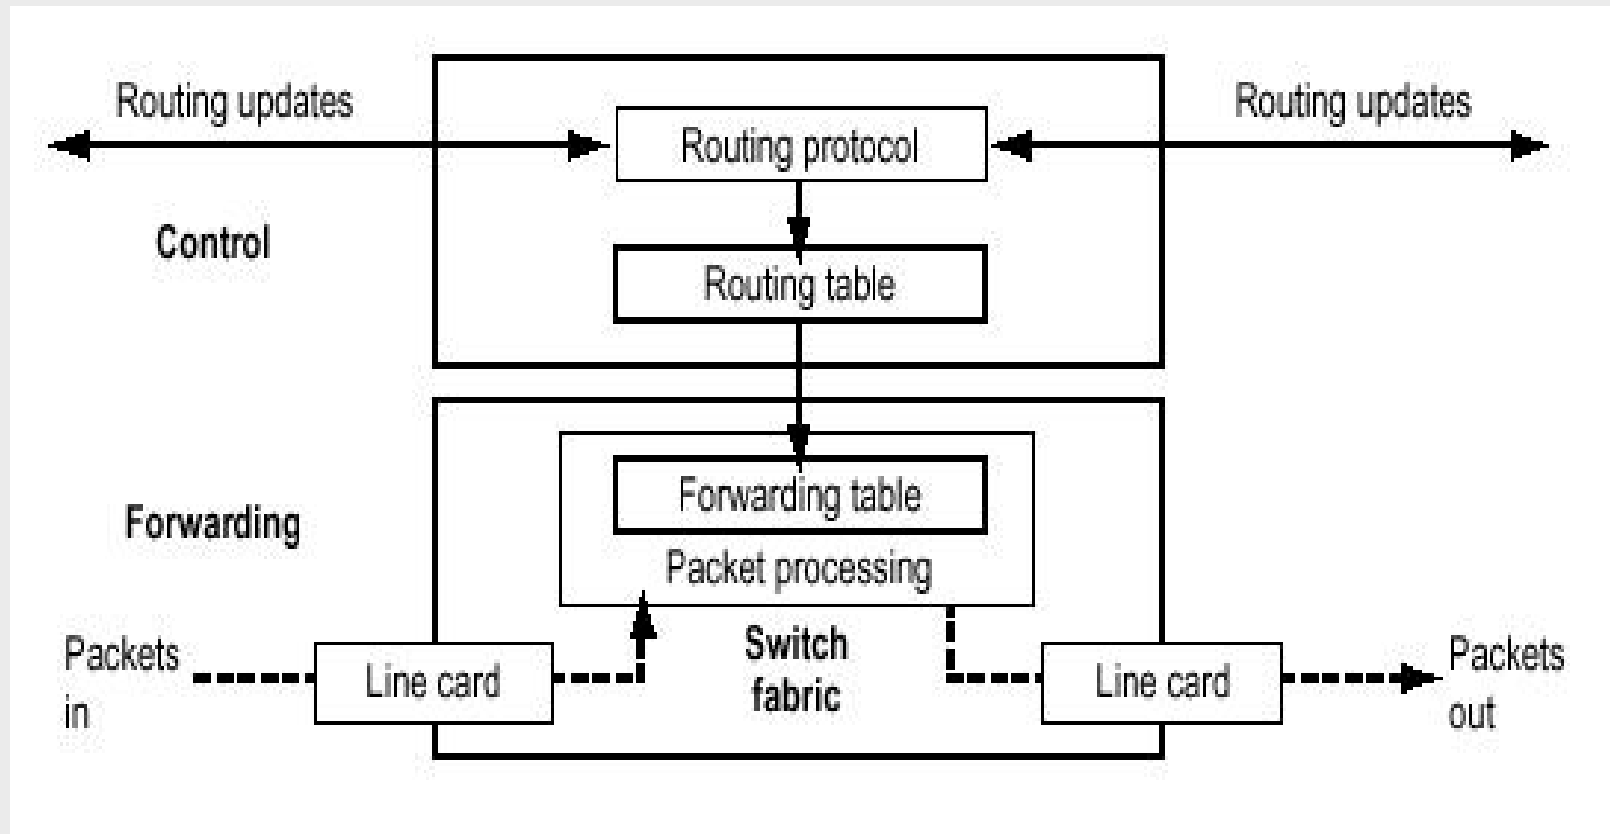 Routing updates
Routing updates
Routing protocol
Control
Routing table
Forwarding table
Forwarding
Packet processing
Packets
in
Line card
Switch
fabric
Line card
Packets
out